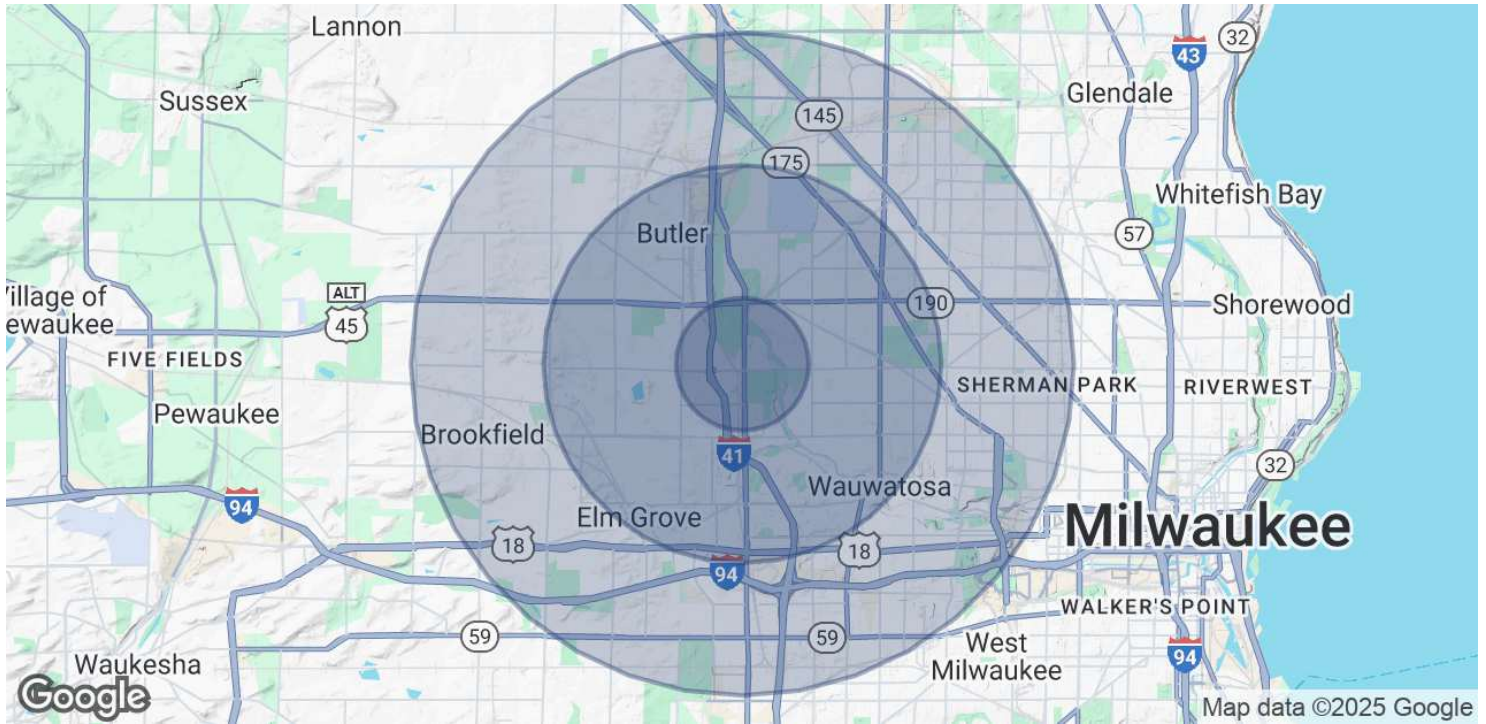 Lannon
32
43
Glendale
Sussex
145
175
Whitefish Bay
Butler
57
Village of
ewaukee
ALT
45
190
Shorewood
FIVE FIELDS
SHERMAN PARK
RIVERWEST
Pewaukee
Brookfield
41
32
Wauwatosa
94
Elm Grove
Milwaukee
18
18
94
WALKER'S POINT
59
59
West
Milwaukee
94
Waukesha
Google
Map data ©2025 Google